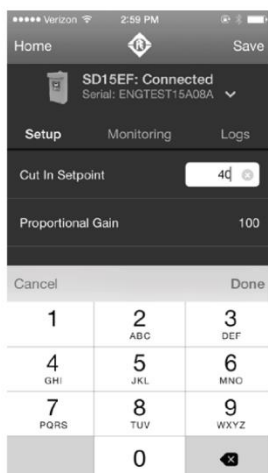 Verizon 2:59 PM
Home R Save
SD15EF: Connected
Serial: ENGTEST15A08A
Setup Monitoring Logs
Cut In Setpoint 40
Proportional Gain 100
Cancel Done
1 2 3
ABC DEF
4 5 6
GHI JKL MNO
7 8 9
PQRS TUV WXYZ
0